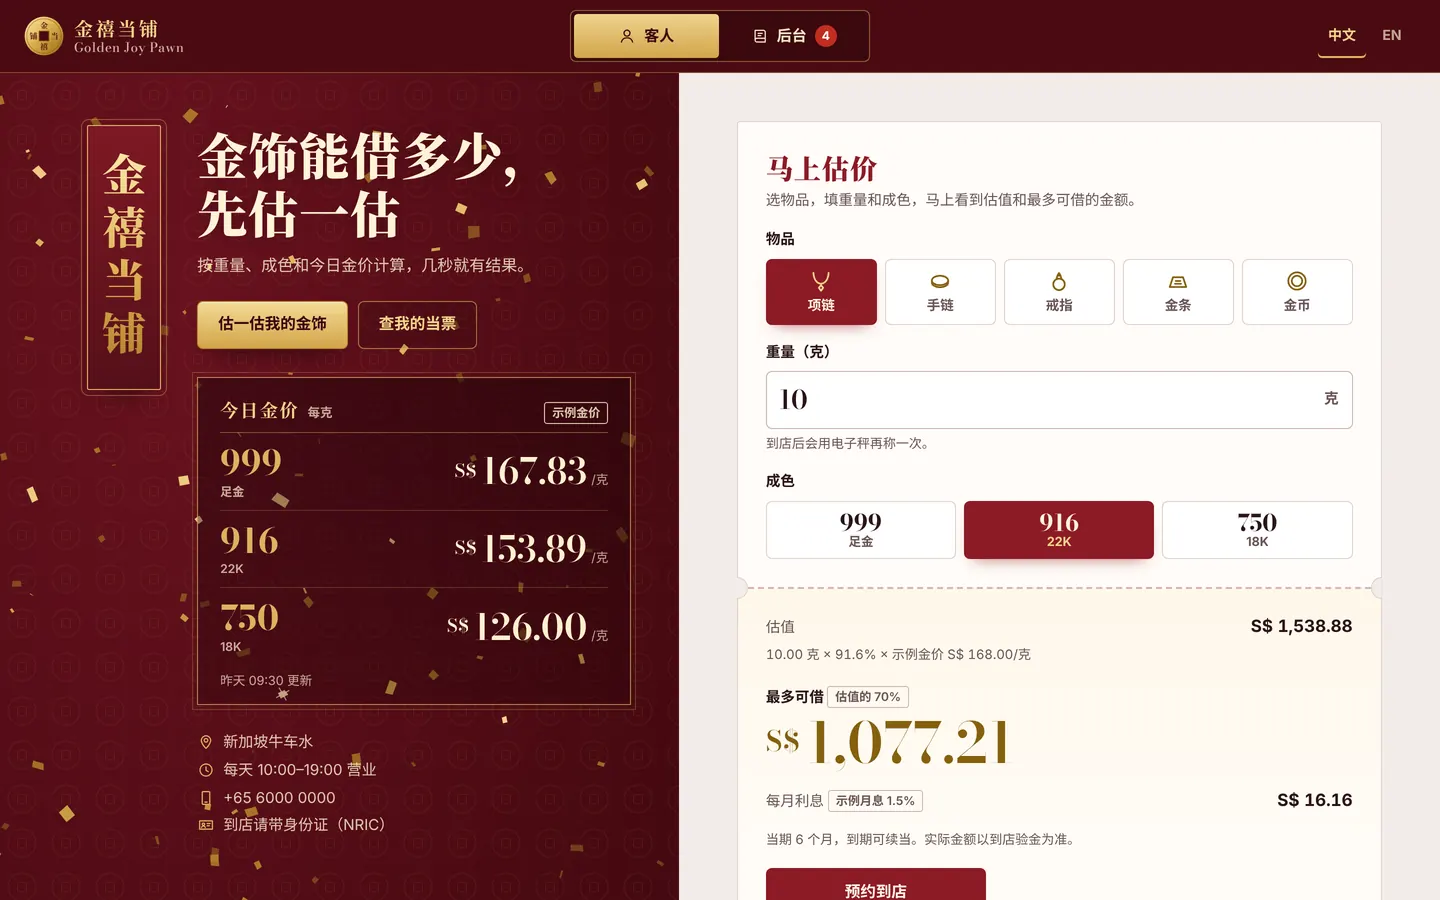 金禧当铺
金禧当铺
Golden Joy Pawn
客人
后台 4
中文
EN
金禧当铺
金饰能借多少，
先估一估
按重量、成色和今日金价计算，几秒就有结果。
估一估我的金饰
查我的当票
今日金价 每克
示例金价
999
足金
S$ 167.83 /克
916
22K
S$ 153.89 /克
750
18K
S$ 126.00 /克
昨天 09:30 更新
新加坡牛车水
每天 10:00–19:00 营业
+65 6000 0000
到店请带身份证（NRIC）
马上估价
选物品，填重量和成色，马上看到估值和最多可借的金额。
物品
项链
手链
戒指
金条
金币
重量（克）
10 克
到店后会用电子秤再称一次。
成色
999
足金
916
22K
750
18K
估值 S$ 1,538.88
10.00 克 × 91.6% × 示例金价 S$ 168.00/克
最多可借 估值的 70%
S$ 1,077.21
每月利息 示例月息 1.5% S$ 16.16
当期 6 个月，到期可续当。实际金额以到店验金为准。
预约到店